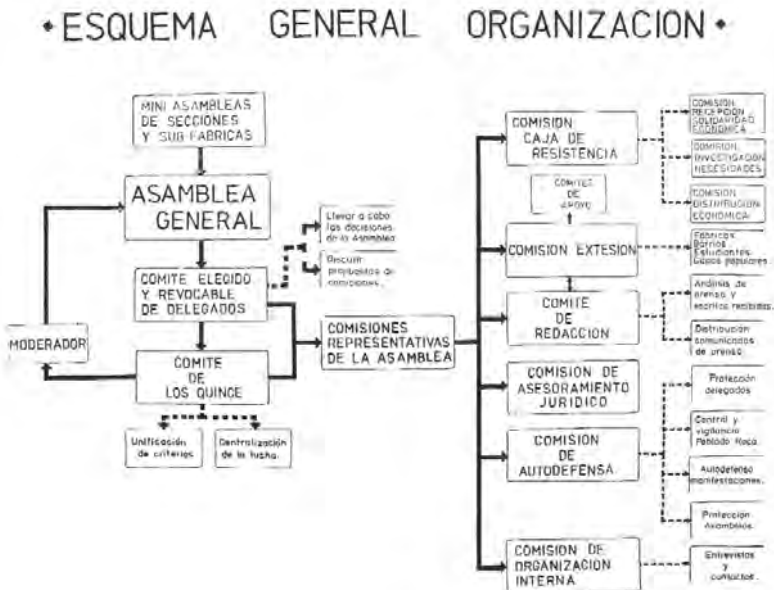 • ESQUEMA GENERAL ORGANIZACION •
MINI ASAMBLEAS
DE SECCIONES
Y SUB-FABRICAS
ASAMBLEA
GENERAL
Llevar a cabo
las decisiones
de la Asamblea
Discutir
propuestas de
comisiones.
COMITE ELEGIDO
Y REVOCABLE
DE DELEGADOS
MODERADOR
COMITE
DE
LOS QUINCE
Unificación
de criterios
Centralización
de la lucha.
COMISIONES
REPRESENTATIVAS
DE LA ASAMBLEA
COMISION
CAJA DE
RESISTENCIA
COMISION
RECEPCION
SOLIDARIDAD
ECONOMICA
COMISION
INVESTIGACION
NECESIDADES
COMISION
DISTRIBUCION
ECONOMICA
COMITES
DE
APOYO
COMISION EXTESION
Fábricas
Barrios
Estudiantes
populares.
COMITE
DE
REDACCION
Análisis de
prensa y
escritos recibidos.
Distribución
comunicados
de prensa
COMISION DE
ASESORAMIENTO
JURIDICO
COMISION
DE
AUTODEFENSA
Protección
delegados
Control y
vigilancia
Poblado Roca.
Autodefensa
manifestaciones.
Protección
Asambleas.
COMISION DE
ORGANIZACION
INTERNA
Entrevistas
y
contactos.